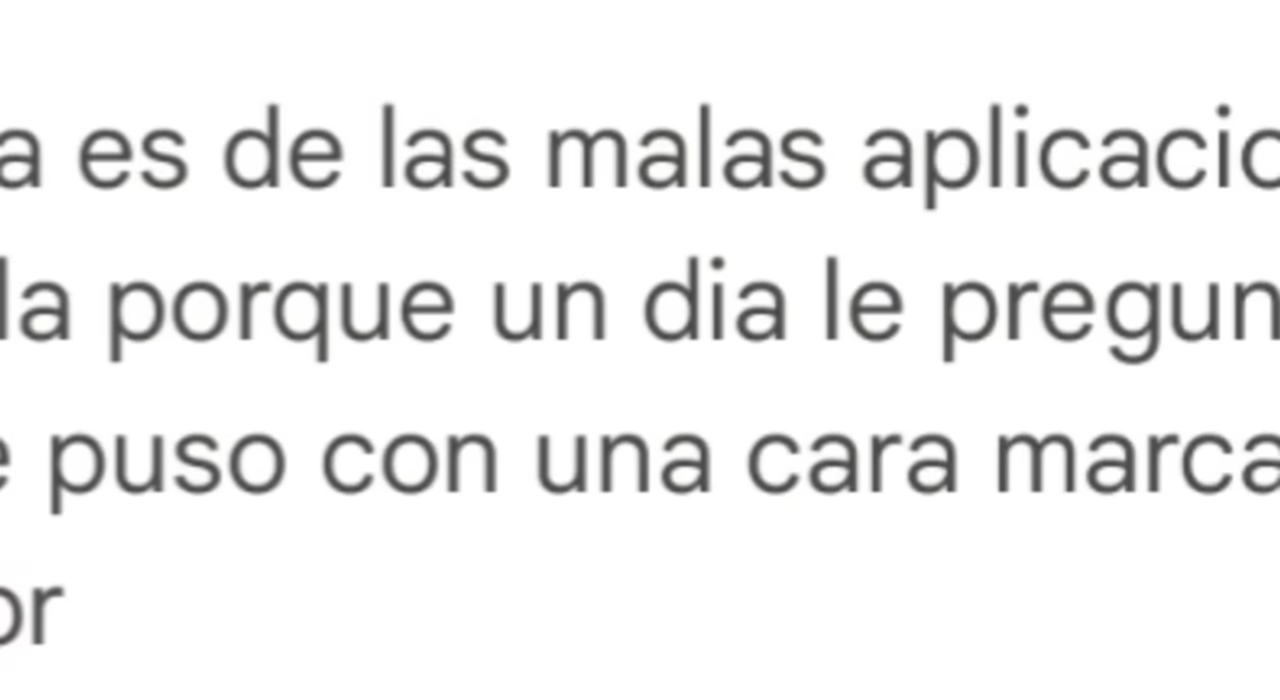 a es de las malas aplicacio
la porque un dia le pregun
e puso con una cara marca
or